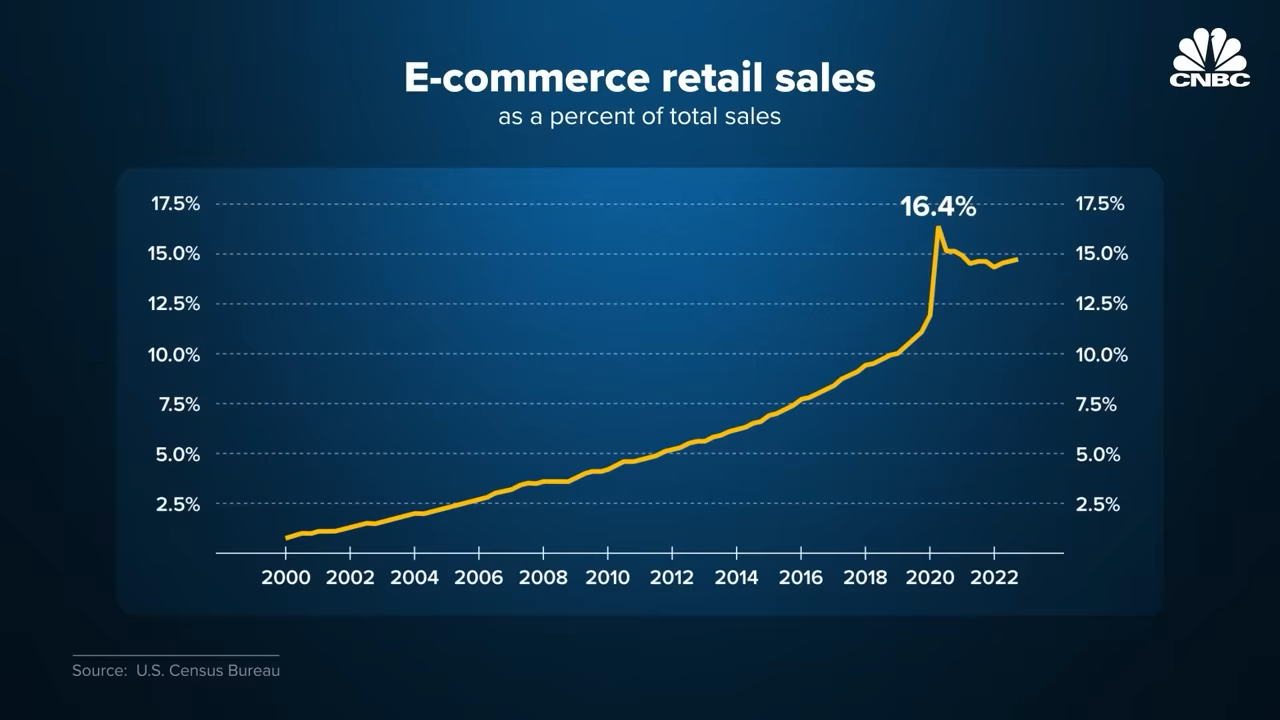 CNBC
E-commerce retail sales
as a percent of total sales
17.5% 16.4% 17.5%
15.0% 15.0%
12.5% 12.5%
10.0% 10.0%
7.5% 7.5%
5.0% 5.0%
2.5% 2.5%
2000 2002 2004 2006 2008 2010 2012 2014 2016 2018 2020 2022
Source: U.S. Census Bureau